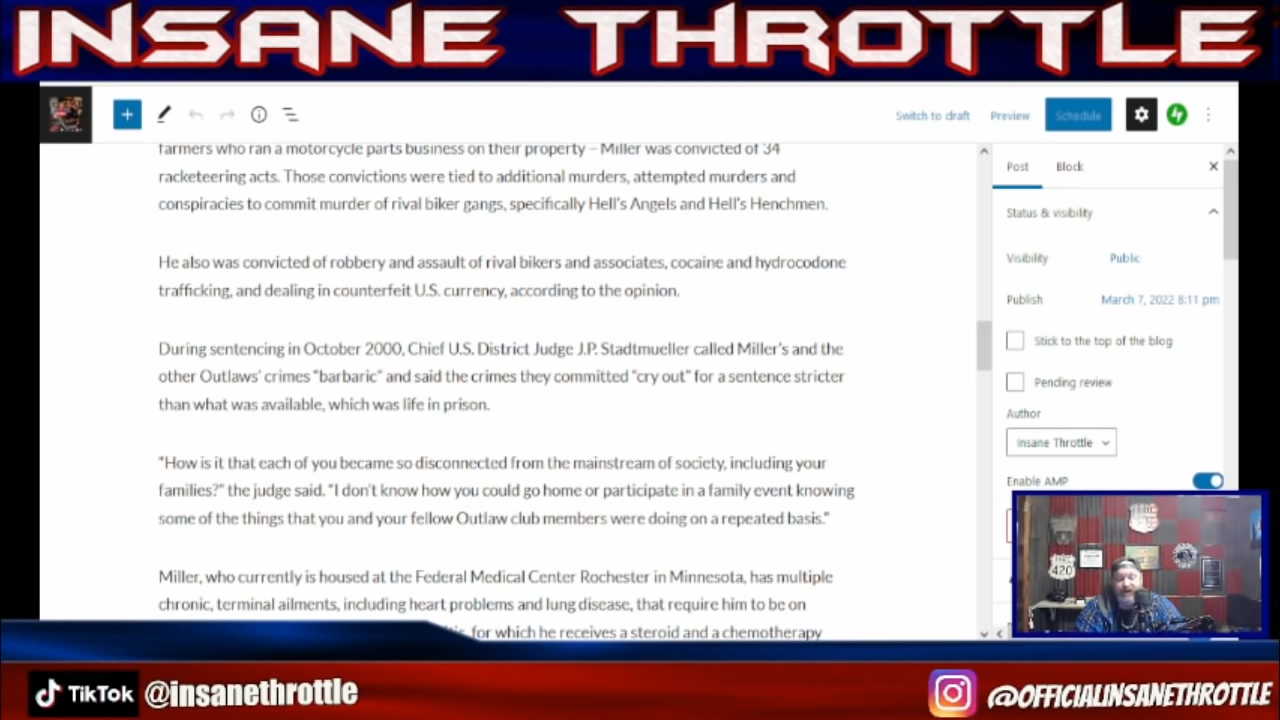 INSANE THROTTLE
Switch to draft
Preview
Schedule
farmers who ran a motorcycle parts business on their property – Miller was convicted of 34
racketeering acts. Those convictions were tied to additional murders, attempted murders and
conspiracies to commit murder of rival biker gangs, specifically Hell's Angels and Hell's Henchmen.
He also was convicted of robbery and assault of rival bikers and associates, cocaine and hydrocodone
trafficking, and dealing in counterfeit U.S. currency, according to the opinion.
During sentencing in October 2000, Chief U.S. District Judge J.P. Stadtmueller called Miller's and the
other Outlaws' crimes “barbaric” and said the crimes they committed “cry out” for a sentence stricter
than what was available, which was life in prison.
“How is it that each of you became so disconnected from the mainstream of society, including your
families?” the judge said. “I don't know how you could go home or participate in a family event knowing
some of the things that you and your fellow Outlaw club members were doing on a repeated basis.”
Miller, who currently is housed at the Federal Medical Center Rochester in Minnesota, has multiple
chronic, terminal ailments, including heart problems and lung disease, that require him to be on
for which he receives a steroid and a chemotherapy
Post
Block
Status & visibility
Visibility
Public
Publish
March 7, 2022 8:11 pm
Stick to the top of the blog
Pending review
Author
Insane Throttle
Enable AMP
420
TikTok @insanethrottle
@OFFICIALINSANETHROTTLE